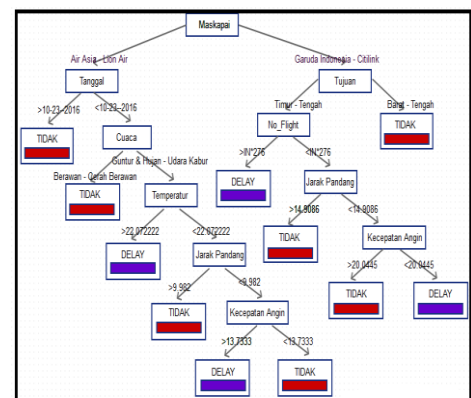 Maskapai
Air Asia - Lion Air
Garuda Indonesia - Citilink
Tanggal
Tujuan
>10-23--2016
<10-23--2016
Timur - Tengah
Barat - Tengah
TIDAK
Cuaca
No_Flight
TIDAK
Berawan - Cerah Berawan
Guntur & Hujan - Udara Kabur
>IN*276
<IN*276
TIDAK
Temperatur
DELAY
Jarak Pandang
>22.072222
<22.072222
>14.9086
<14.9086
DELAY
Jarak Pandang
TIDAK
Kecepatan Angin
>9.982
<9.982
>20.0445
<20.0445
TIDAK
Kecepatan Angin
TIDAK
DELAY
>13.7333
<13.7333
DELAY
TIDAK